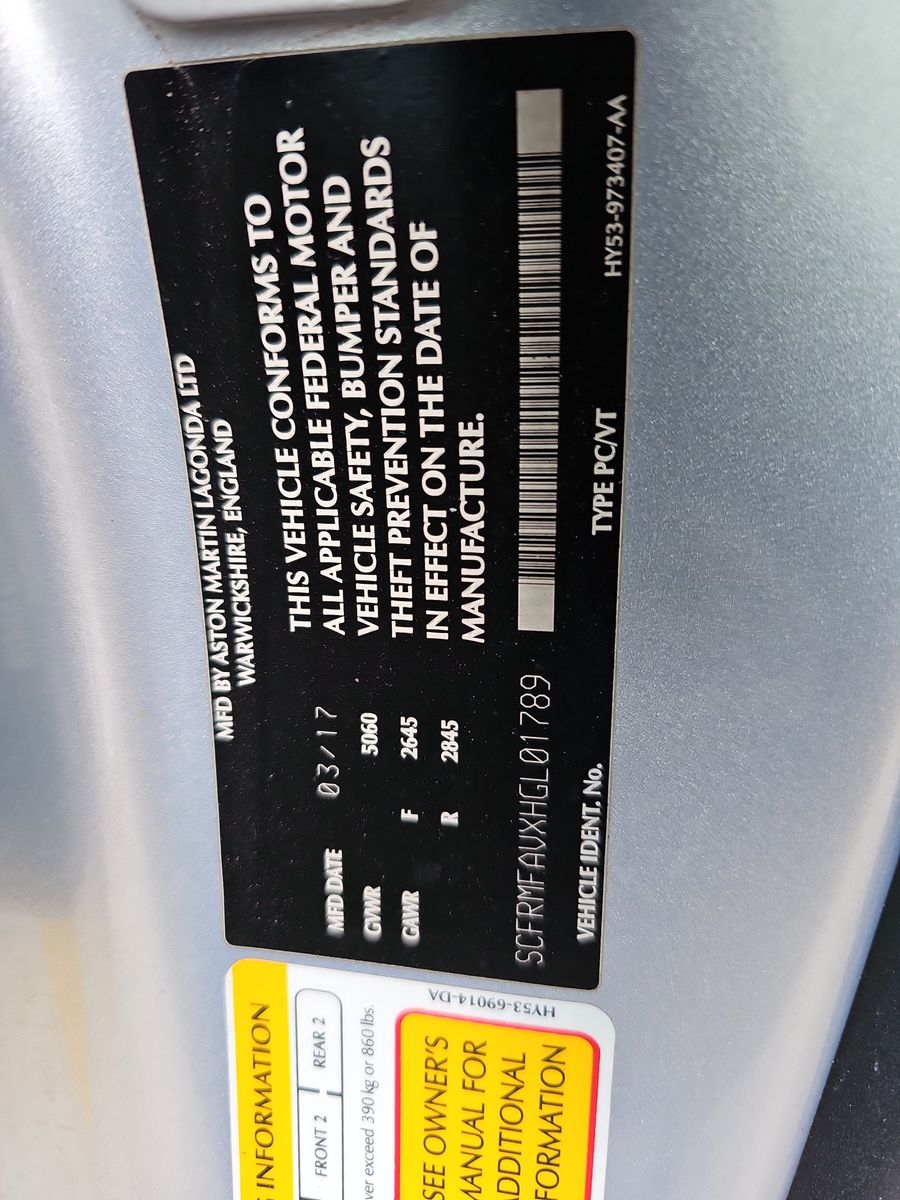 MFD BY ASTON MARTIN LAGONDA LTD
WARWICKSHIRE, ENGLAND
MFD DATE 03/17
GVWR 5060
GAWR F 2645
R 2845
THIS VEHICLE CONFORMS TO
ALL APPLICABLE FEDERAL MOTOR
VEHICLE SAFETY, BUMPER AND
THEFT PREVENTION STANDARDS
IN EFFECT ON THE DATE OF
MANUFACTURE.
SCFRMFAVXHGL01789
VEHICLE IDENT. No. TYPE PC/VT HY53-973407-AA
INFORMATION
FRONT 2 REAR 2
exceed 390 kg or 860 lbs.
HY53-69014-DA
SEE OWNER'S
MANUAL FOR
ADDITIONAL
FORMATION